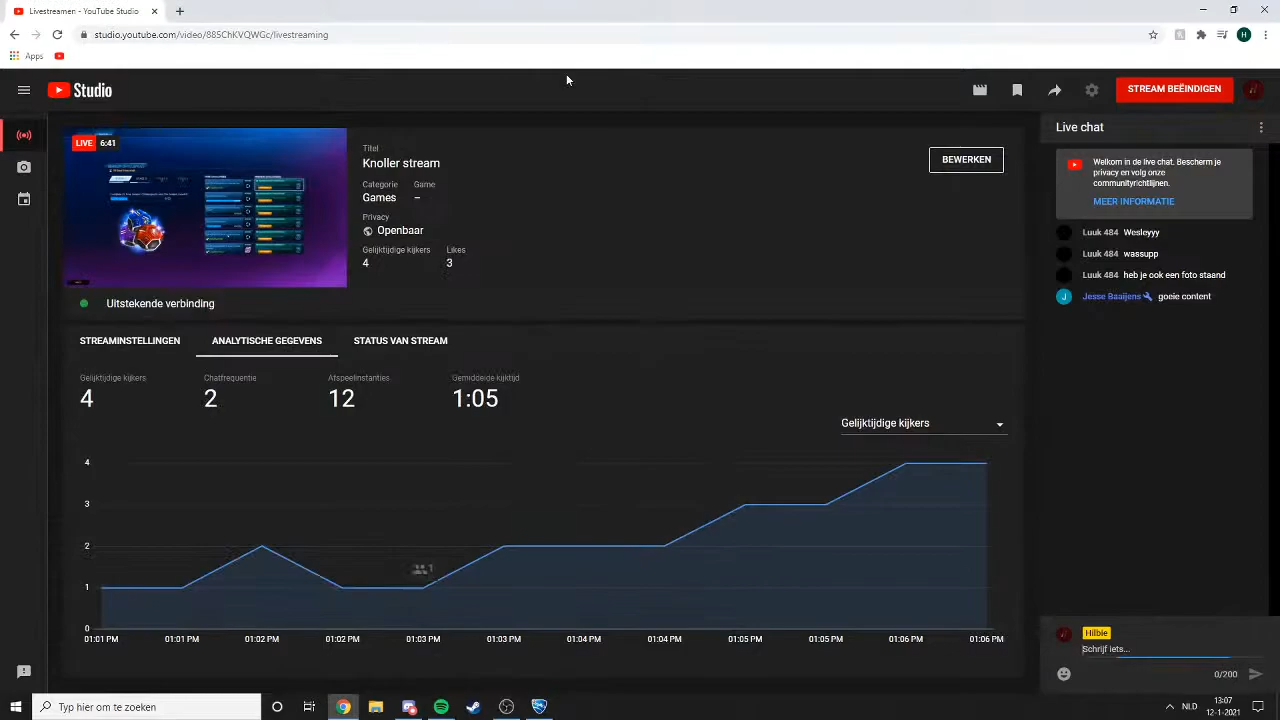 Livestreamen - YouTube Studio
studio.youtube.com/video/885ChKVQWGc/livestreaming
H
Apps
Studio
STREAM BEËINDIGEN
LIVE 6:41
Titel
Knoller stream
BEWERKEN
Categorie Game
Games –
Privacy
Openbaar
Gelijktijdige kijkers Likes
4 3
Uitstekende verbinding
STREAMINSTELLINGEN ANALYTISCHE GEGEVENS STATUS VAN STREAM
Gelijktijdige kijkers Chatfrequentie Afspeelinstanties Gemiddelde kijktijd
4 2 12 1:05
Gelijktijdige kijkers
4
3
2
1
0
01:01 PM 01:01 PM 01:02 PM 01:02 PM 01:03 PM 01:03 PM 01:04 PM 01:04 PM 01:05 PM 01:05 PM 01:06 PM 01:06 PM
Live chat
Welkom in de live chat. Bescherm je
privacy en volg onze
communityrichtlijnen.
MEER INFORMATIE
Luuk 484 Wesleyyy
Luuk 484 wassupp
Luuk 484 heb je ook een foto staand
J Jesse Baaijens goeie content
Hilbie
Schrijf iets...
0/200
Typ hier om te zoeken
NLD
13:07
12-1-2021